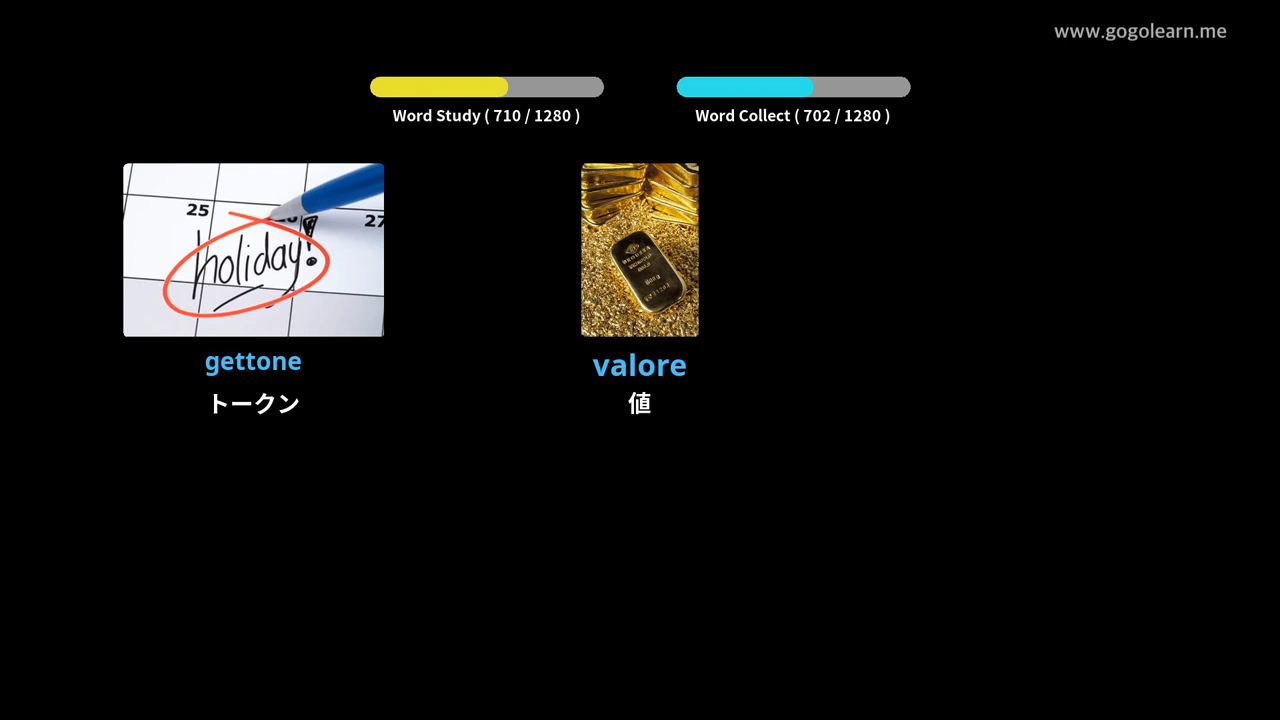 www.gogolearn.me
Word Study ( 710 / 1280 )
Word Collect ( 702 / 1280 )
25
27
holiday!
gettone
トークン
valore
値